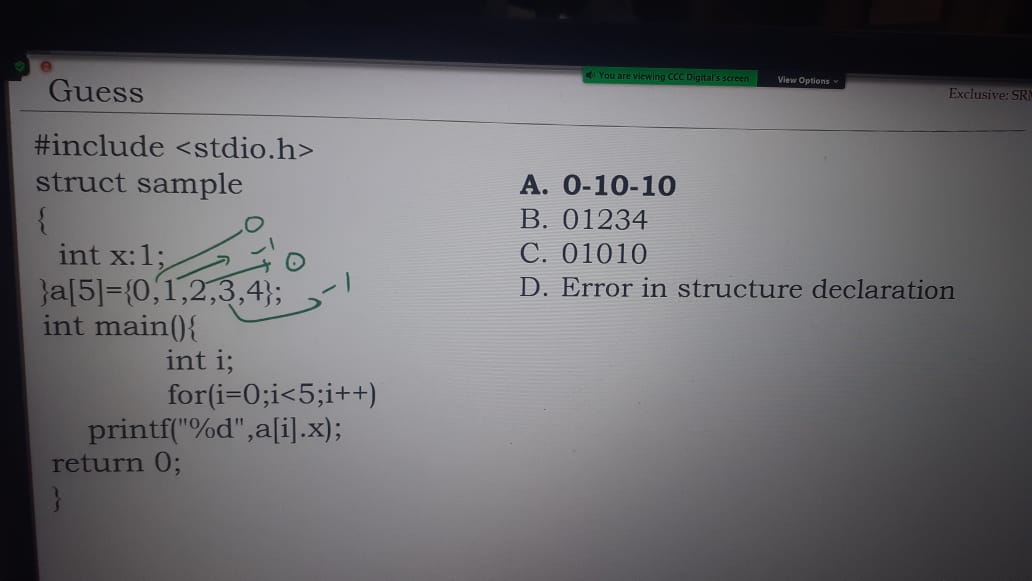 You are viewing CCC Digital's screen
View Options
Exclusive: SRM
Guess
#include <stdio.h>
struct sample
{
int x:1;
}a[5]={0,1,2,3,4};
int main(){
int i;
for(i=0;i<5;i++)
printf("%d",a[i].x);
return 0;
}
0
-1
0
-1
A. 0-10-10
B. 01234
C. 01010
D. Error in structure declaration